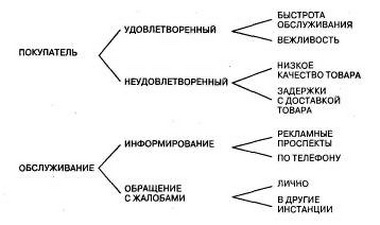 БЫСТРОТА
ОБСЛУЖИВАНИЯ
УДОВЛЕТВОРЕННЫЙ
ВЕЖЛИВОСТЬ
ПОКУПАТЕЛЬ
НИЗКОЕ
КАЧЕСТВО ТОВАРА
НЕУДОВЛЕТВОРЕННЫЙ
ЗАДЕРЖКИ
С ДОСТАВКОЙ
ТОВАРА
РЕКЛАМНЫЕ
ПРОСПЕКТЫ
ИНФОРМИРОВАНИЕ
ПО ТЕЛЕФОНУ
ОБСЛУЖИВАНИЕ
ЛИЧНО
ОБРАЩЕНИЕ
С ЖАЛОБАМИ
В ДРУГИЕ
ИНСТАНЦИИ